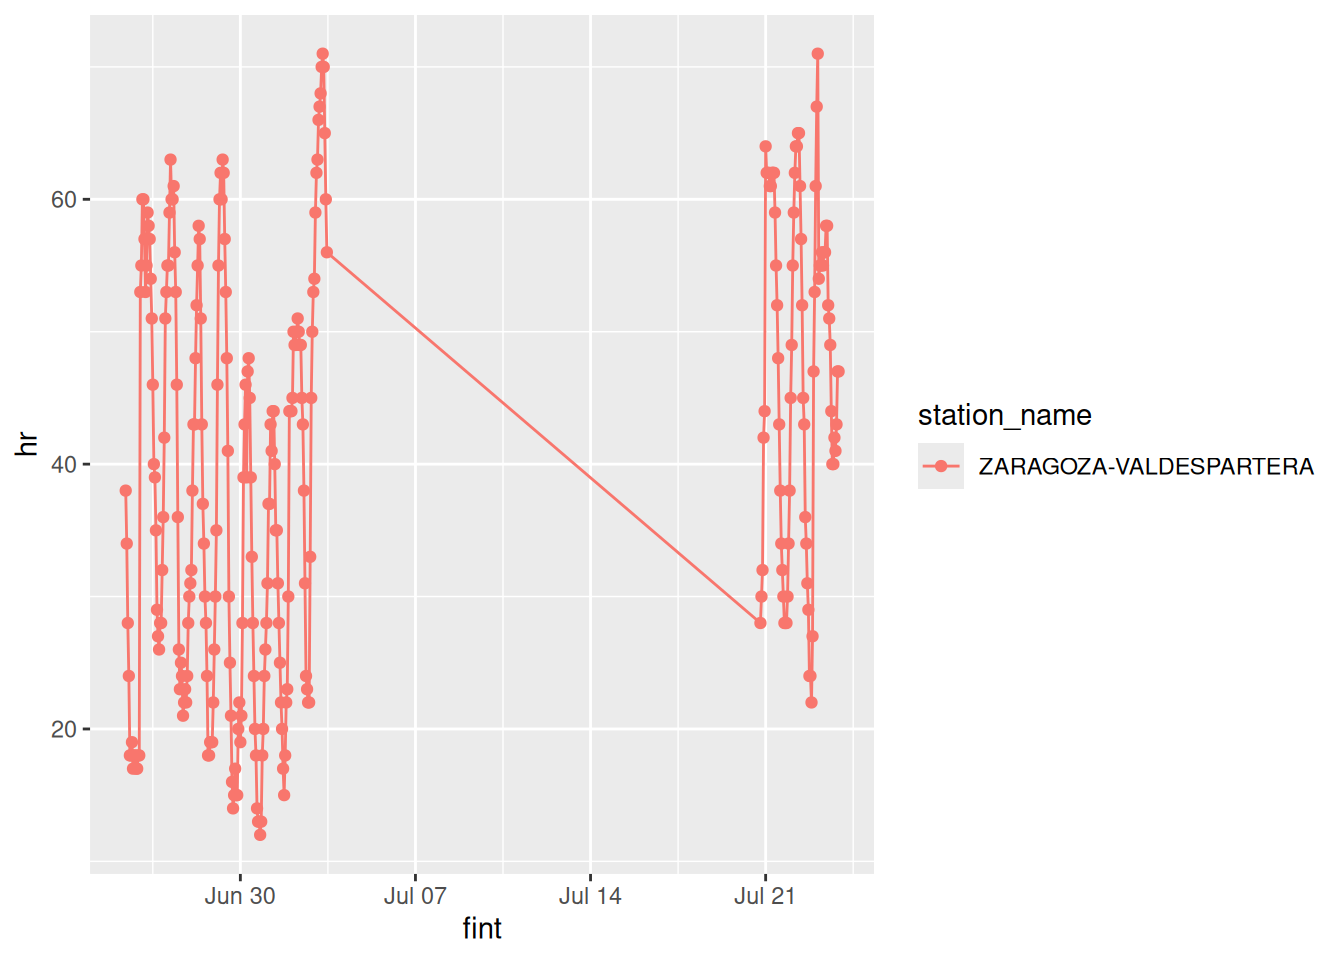 60
40
20
hr
Jun 30
Jul 07
Jul 14
Jul 21
fint
station_name
ZARAGOZA-VALDESPARTERA